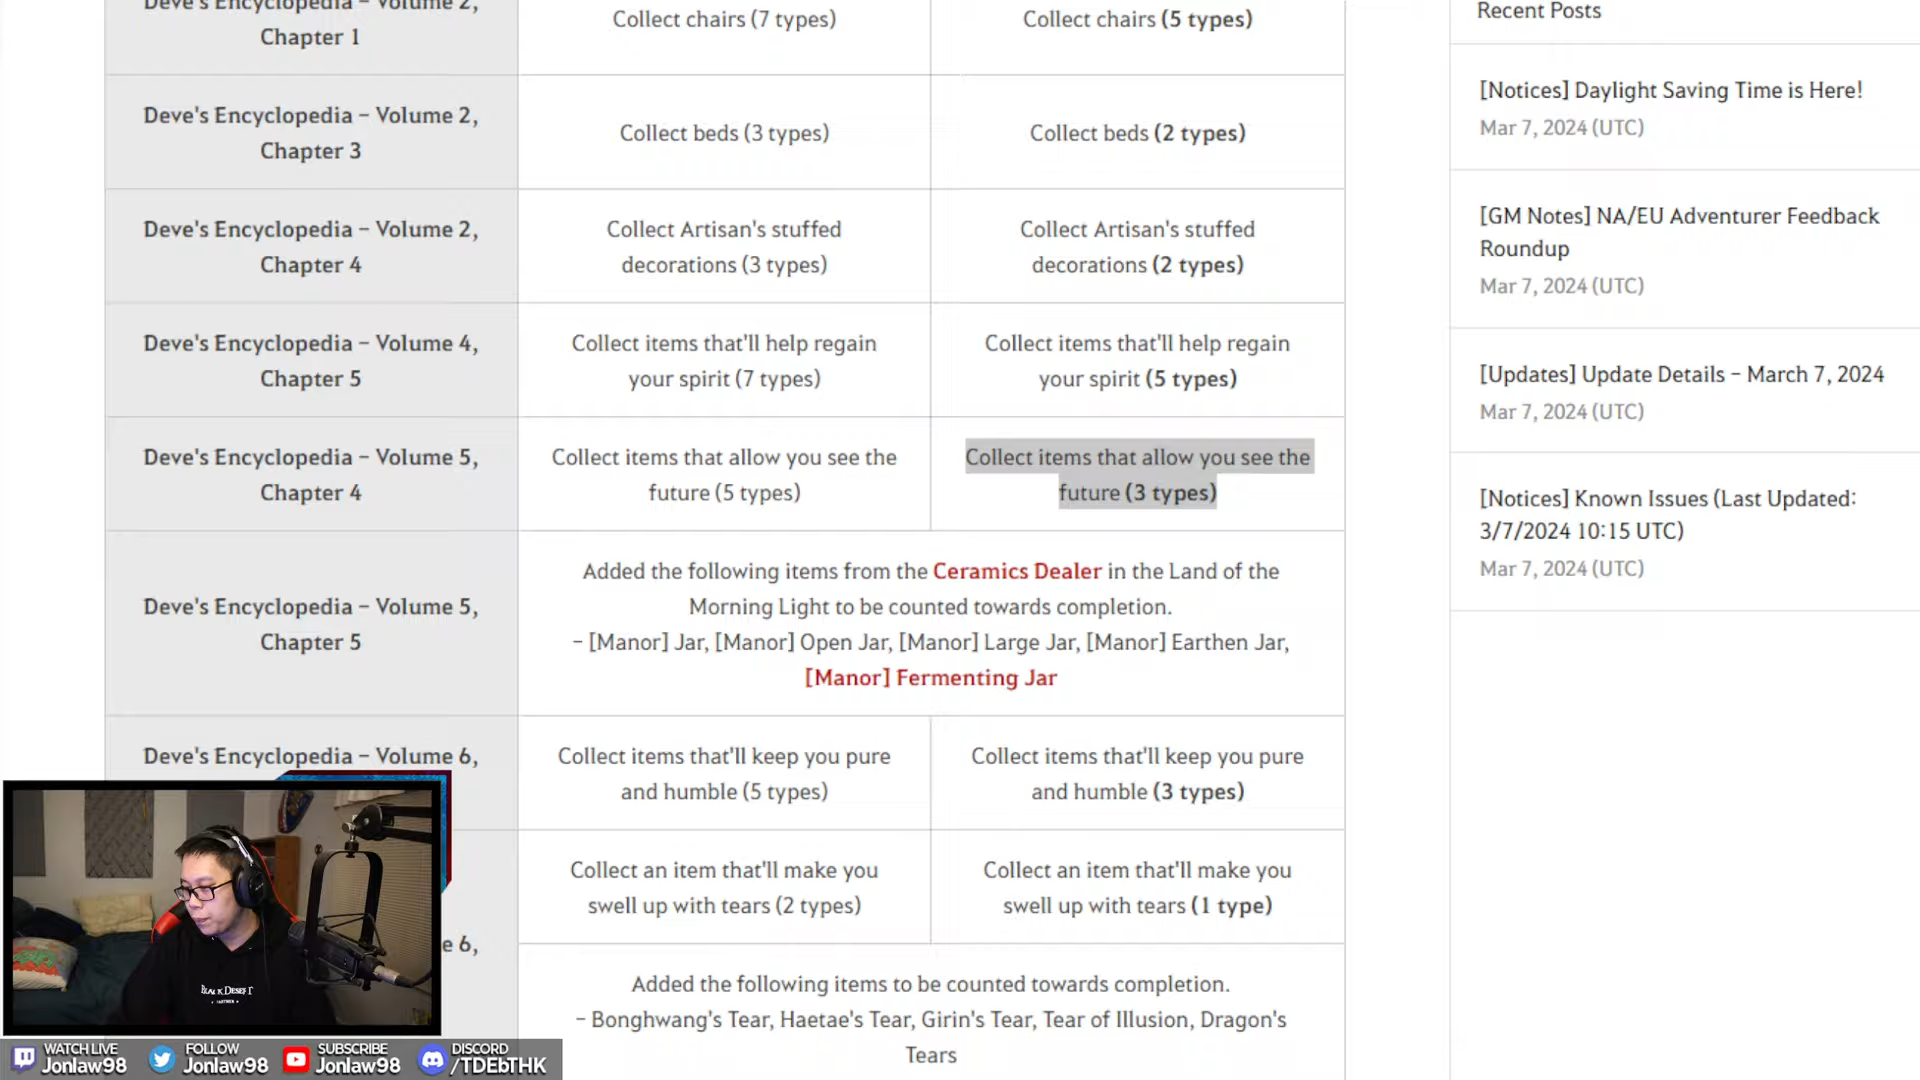 Deve's Encyclopedia – Volume 2,
Chapter 1
Collect chairs (7 types)
Collect chairs (5 types)
Deve's Encyclopedia – Volume 2,
Chapter 3
Collect beds (3 types)
Collect beds (2 types)
Deve's Encyclopedia – Volume 2,
Chapter 4
Collect Artisan's stuffed
decorations (3 types)
Collect Artisan's stuffed
decorations (2 types)
Deve's Encyclopedia – Volume 4,
Chapter 5
Collect items that'll help regain
your spirit (7 types)
Collect items that'll help regain
your spirit (5 types)
Deve's Encyclopedia – Volume 5,
Chapter 4
Collect items that allow you see the
future (5 types)
Collect items that allow you see the
future (3 types)
Deve's Encyclopedia – Volume 5,
Chapter 5
Added the following items from the Ceramics Dealer in the Land of the
Morning Light to be counted towards completion.
– [Manor] Jar, [Manor] Open Jar, [Manor] Large Jar, [Manor] Earthen Jar,
[Manor] Fermenting Jar
Deve's Encyclopedia – Volume 6,
Collect items that'll keep you pure
and humble (5 types)
Collect items that'll keep you pure
and humble (3 types)
e 6,
Collect an item that'll make you
swell up with tears (2 types)
Collect an item that'll make you
swell up with tears (1 type)
Added the following items to be counted towards completion.
– Bonghwang's Tear, Haetae's Tear, Girin's Tear, Tear of Illusion, Dragon's
Tears
Recent Posts
[Notices] Daylight Saving Time is Here!
Mar 7, 2024 (UTC)
[GM Notes] NA/EU Adventurer Feedback
Roundup
Mar 7, 2024 (UTC)
[Updates] Update Details – March 7, 2024
Mar 7, 2024 (UTC)
[Notices] Known Issues (Last Updated:
3/7/2024 10:15 UTC)
Mar 7, 2024 (UTC)
BLACK DESERT
PARTNER
WATCH LIVE
Jonlaw98
FOLLOW
Jonlaw98
SUBSCRIBE
Jonlaw98
DISCORD
/TDEbTHK